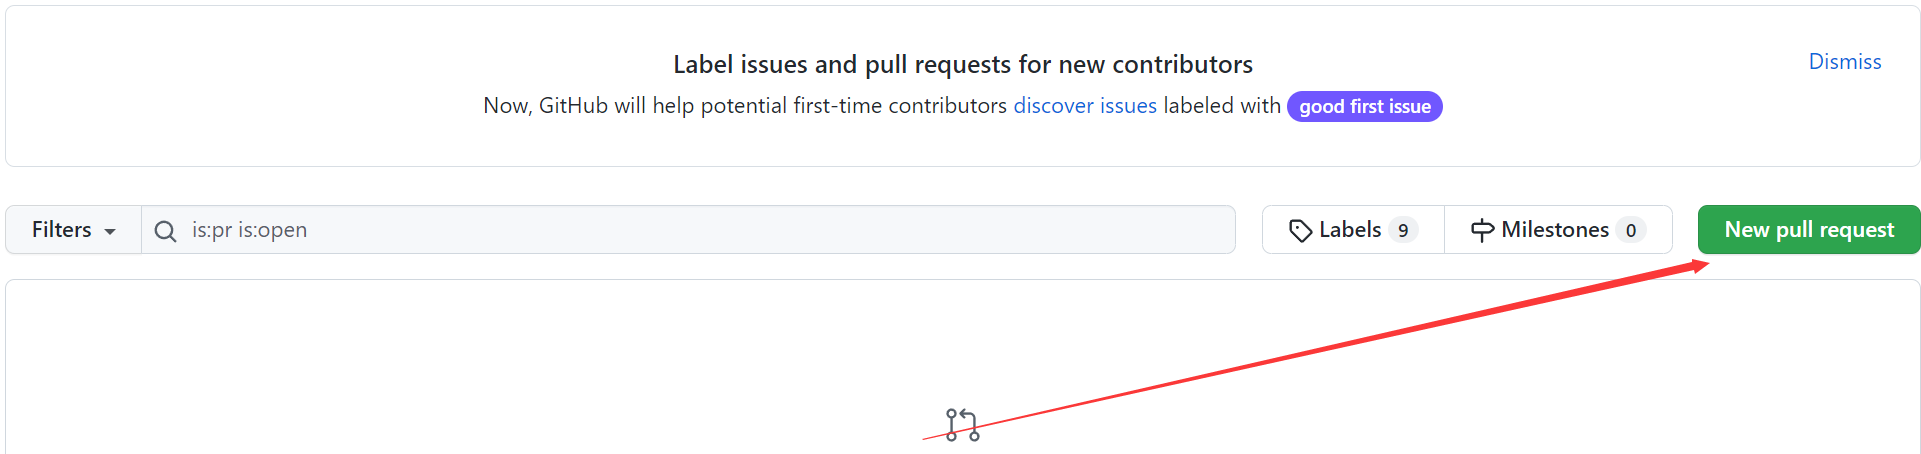 Label issues and pull requests for new contributors
Dismiss
Now, GitHub will help potential first-time contributors discover issues labeled with good first issue
Filters is:pr is:open Labels 9 Milestones 0 New pull request